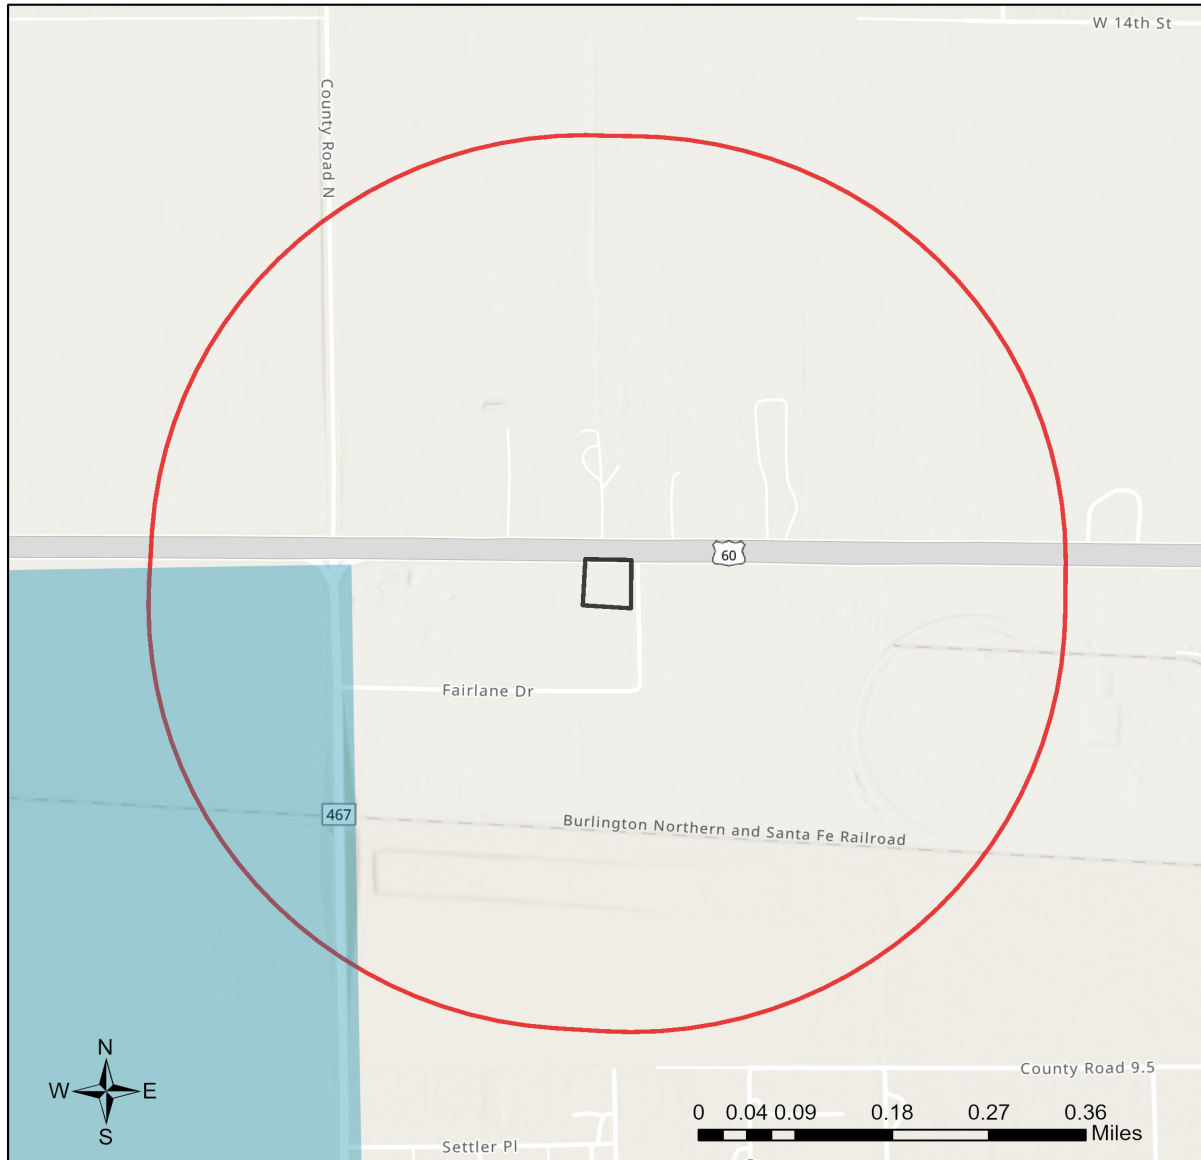 W 14th St
County Road N
60
Fairlane Dr
467
Burlington Northern and Santa Fe Railroad
County Road 9.5
Settler Pl
N
W E
S
0 0.04 0.09 0.18 0.27 0.36
Miles